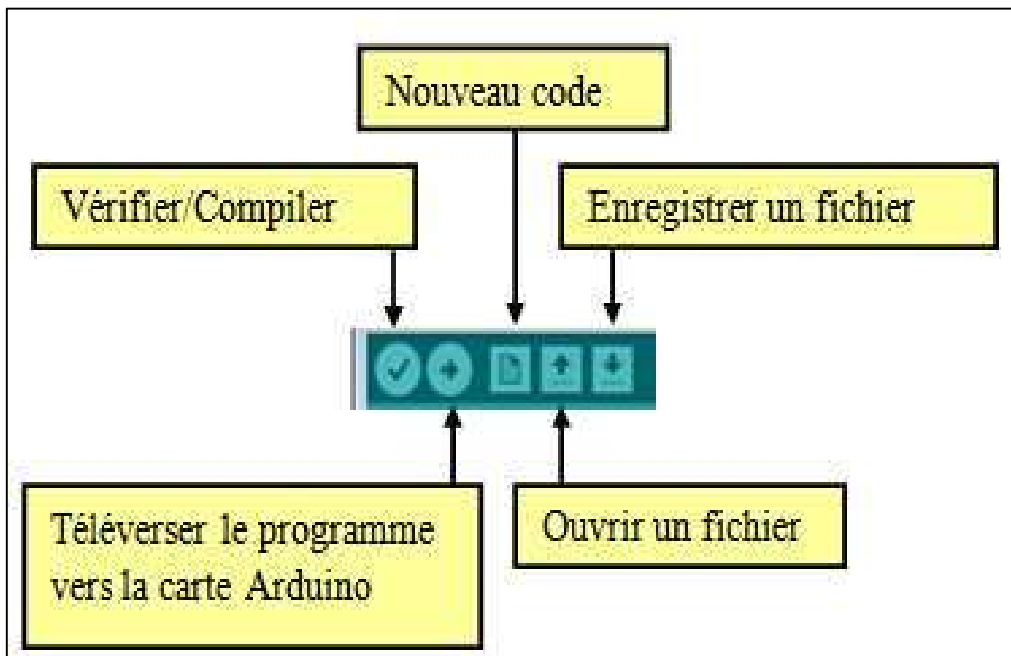 Nouveau code
Vérifier/Compiler
Enregistrer un fichier
Téléverser le programme
vers la carte Arduino
Ouvrir un fichier